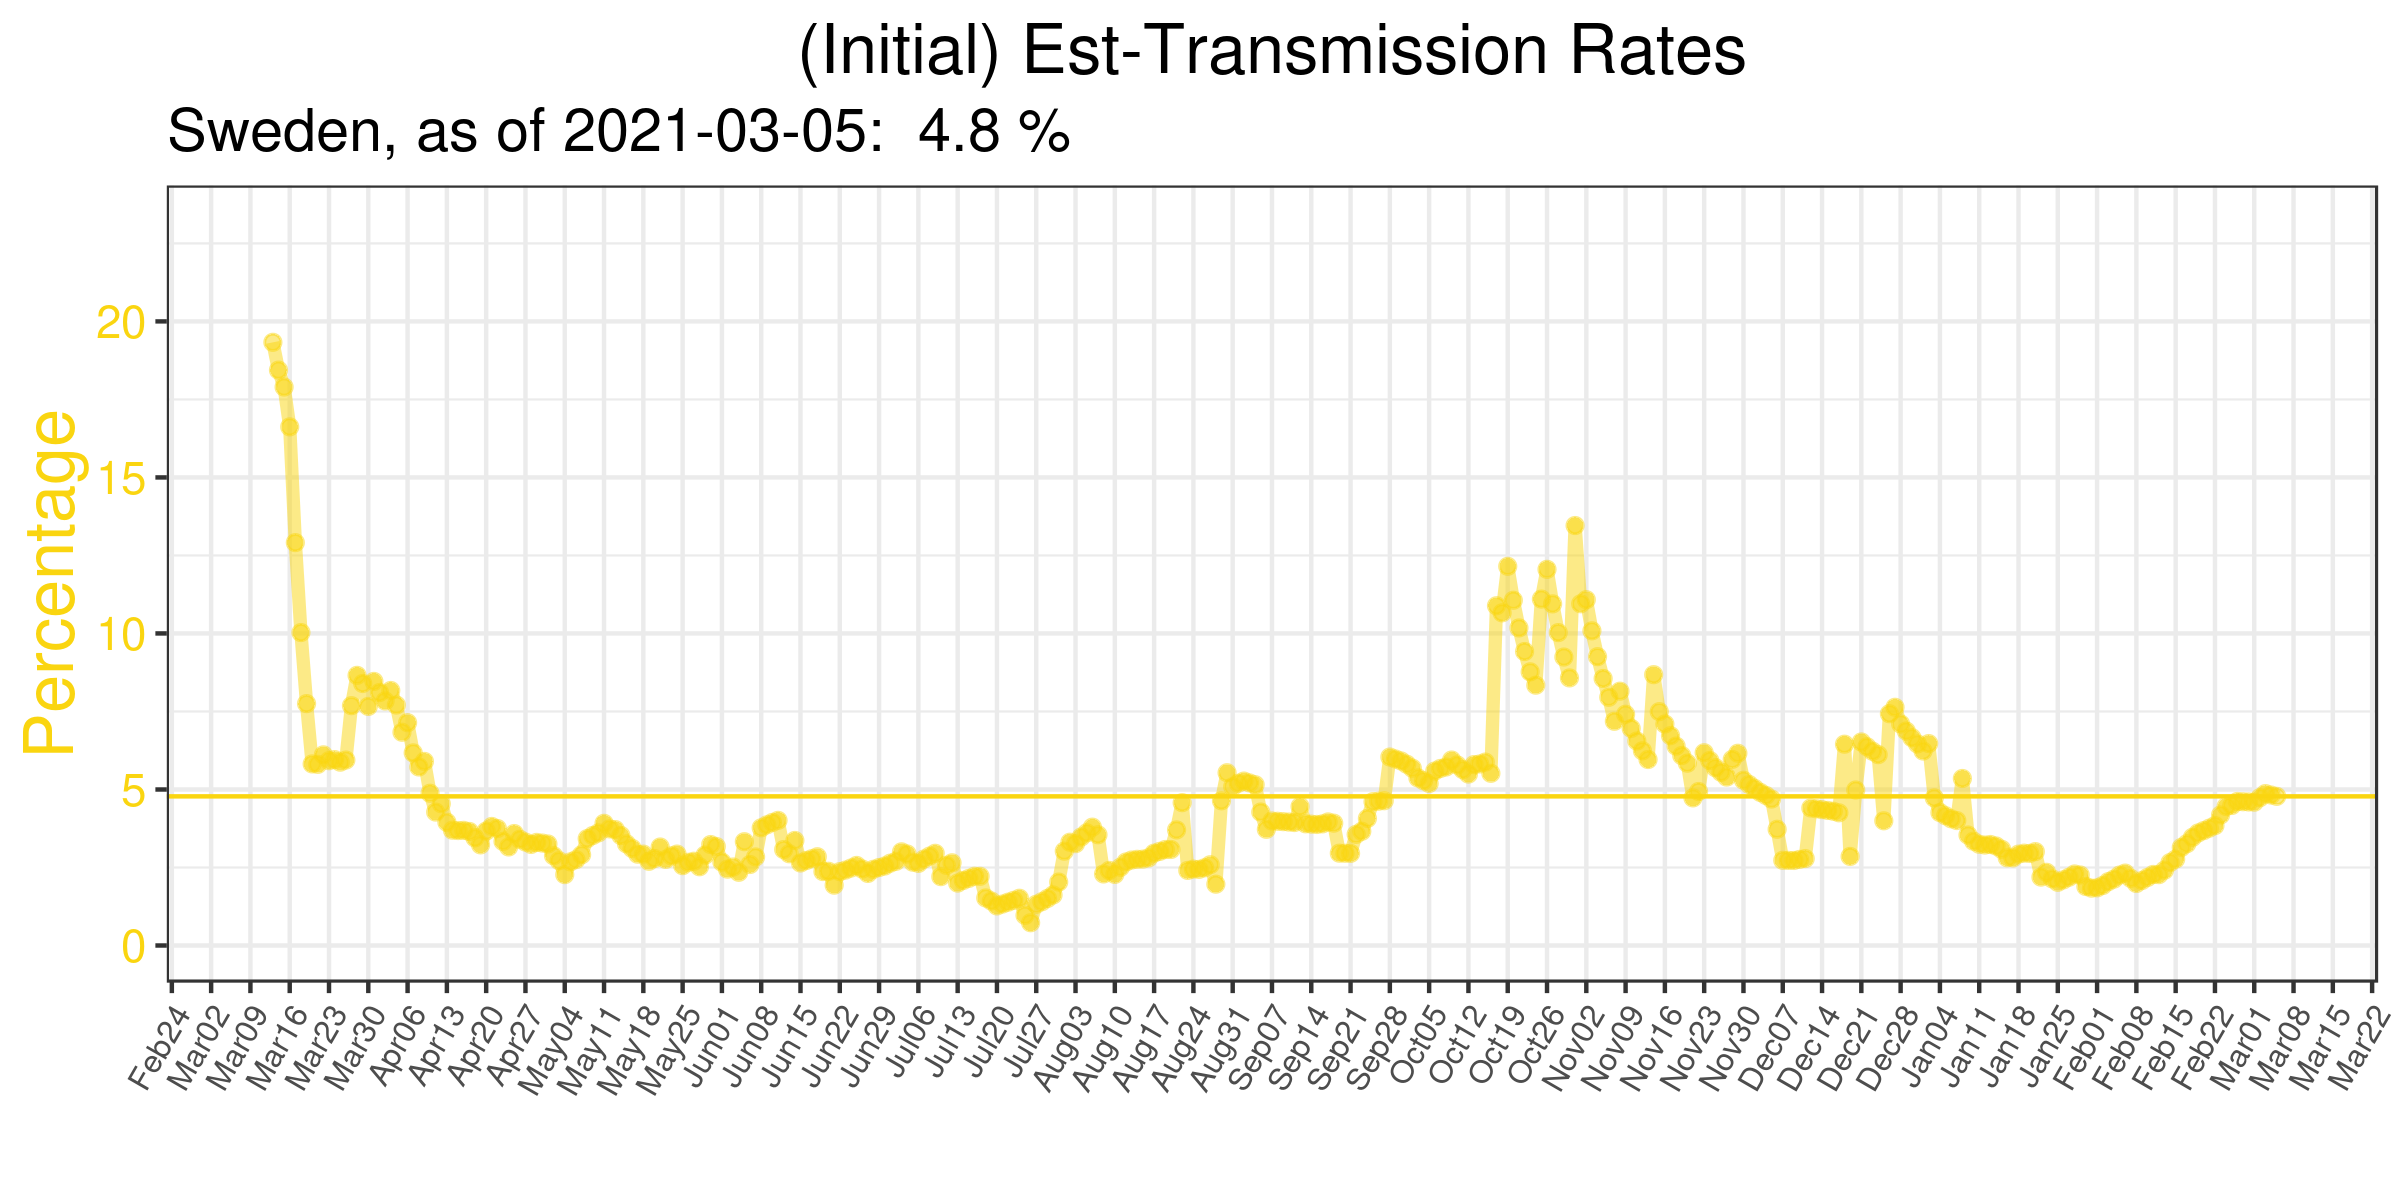 (Initial) Est-Transmission Rates
Sweden, as of 2021-03-05:  4.8 %
Percentage
20
15
10
5
0
Feb24
Mar02
Mar09
Mar16
Mar23
Mar30
Apr06
Apr13
Apr20
Apr27
May04
May11
May18
May25
Jun01
Jun08
Jun15
Jun22
Jun29
Jul06
Jul13
Jul20
Jul27
Aug03
Aug10
Aug17
Aug24
Aug31
Sep07
Sep14
Sep21
Sep28
Oct05
Oct12
Oct19
Oct26
Nov02
Nov09
Nov16
Nov23
Nov30
Dec07
Dec14
Dec21
Dec28
Jan04
Jan11
Jan18
Jan25
Feb01
Feb08
Feb15
Feb22
Mar01
Mar08
Mar15
Mar22